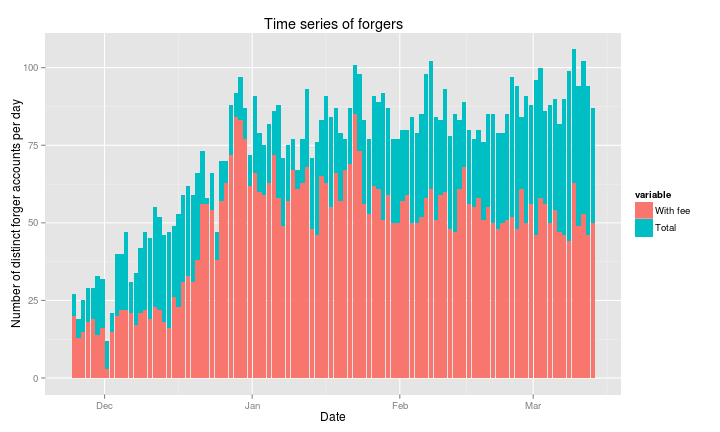 Time series of forgers
Number of distinct forger accounts per day
100
75
50
25
0
Dec
Jan
Feb
Mar
Date
variable
With fee
Total